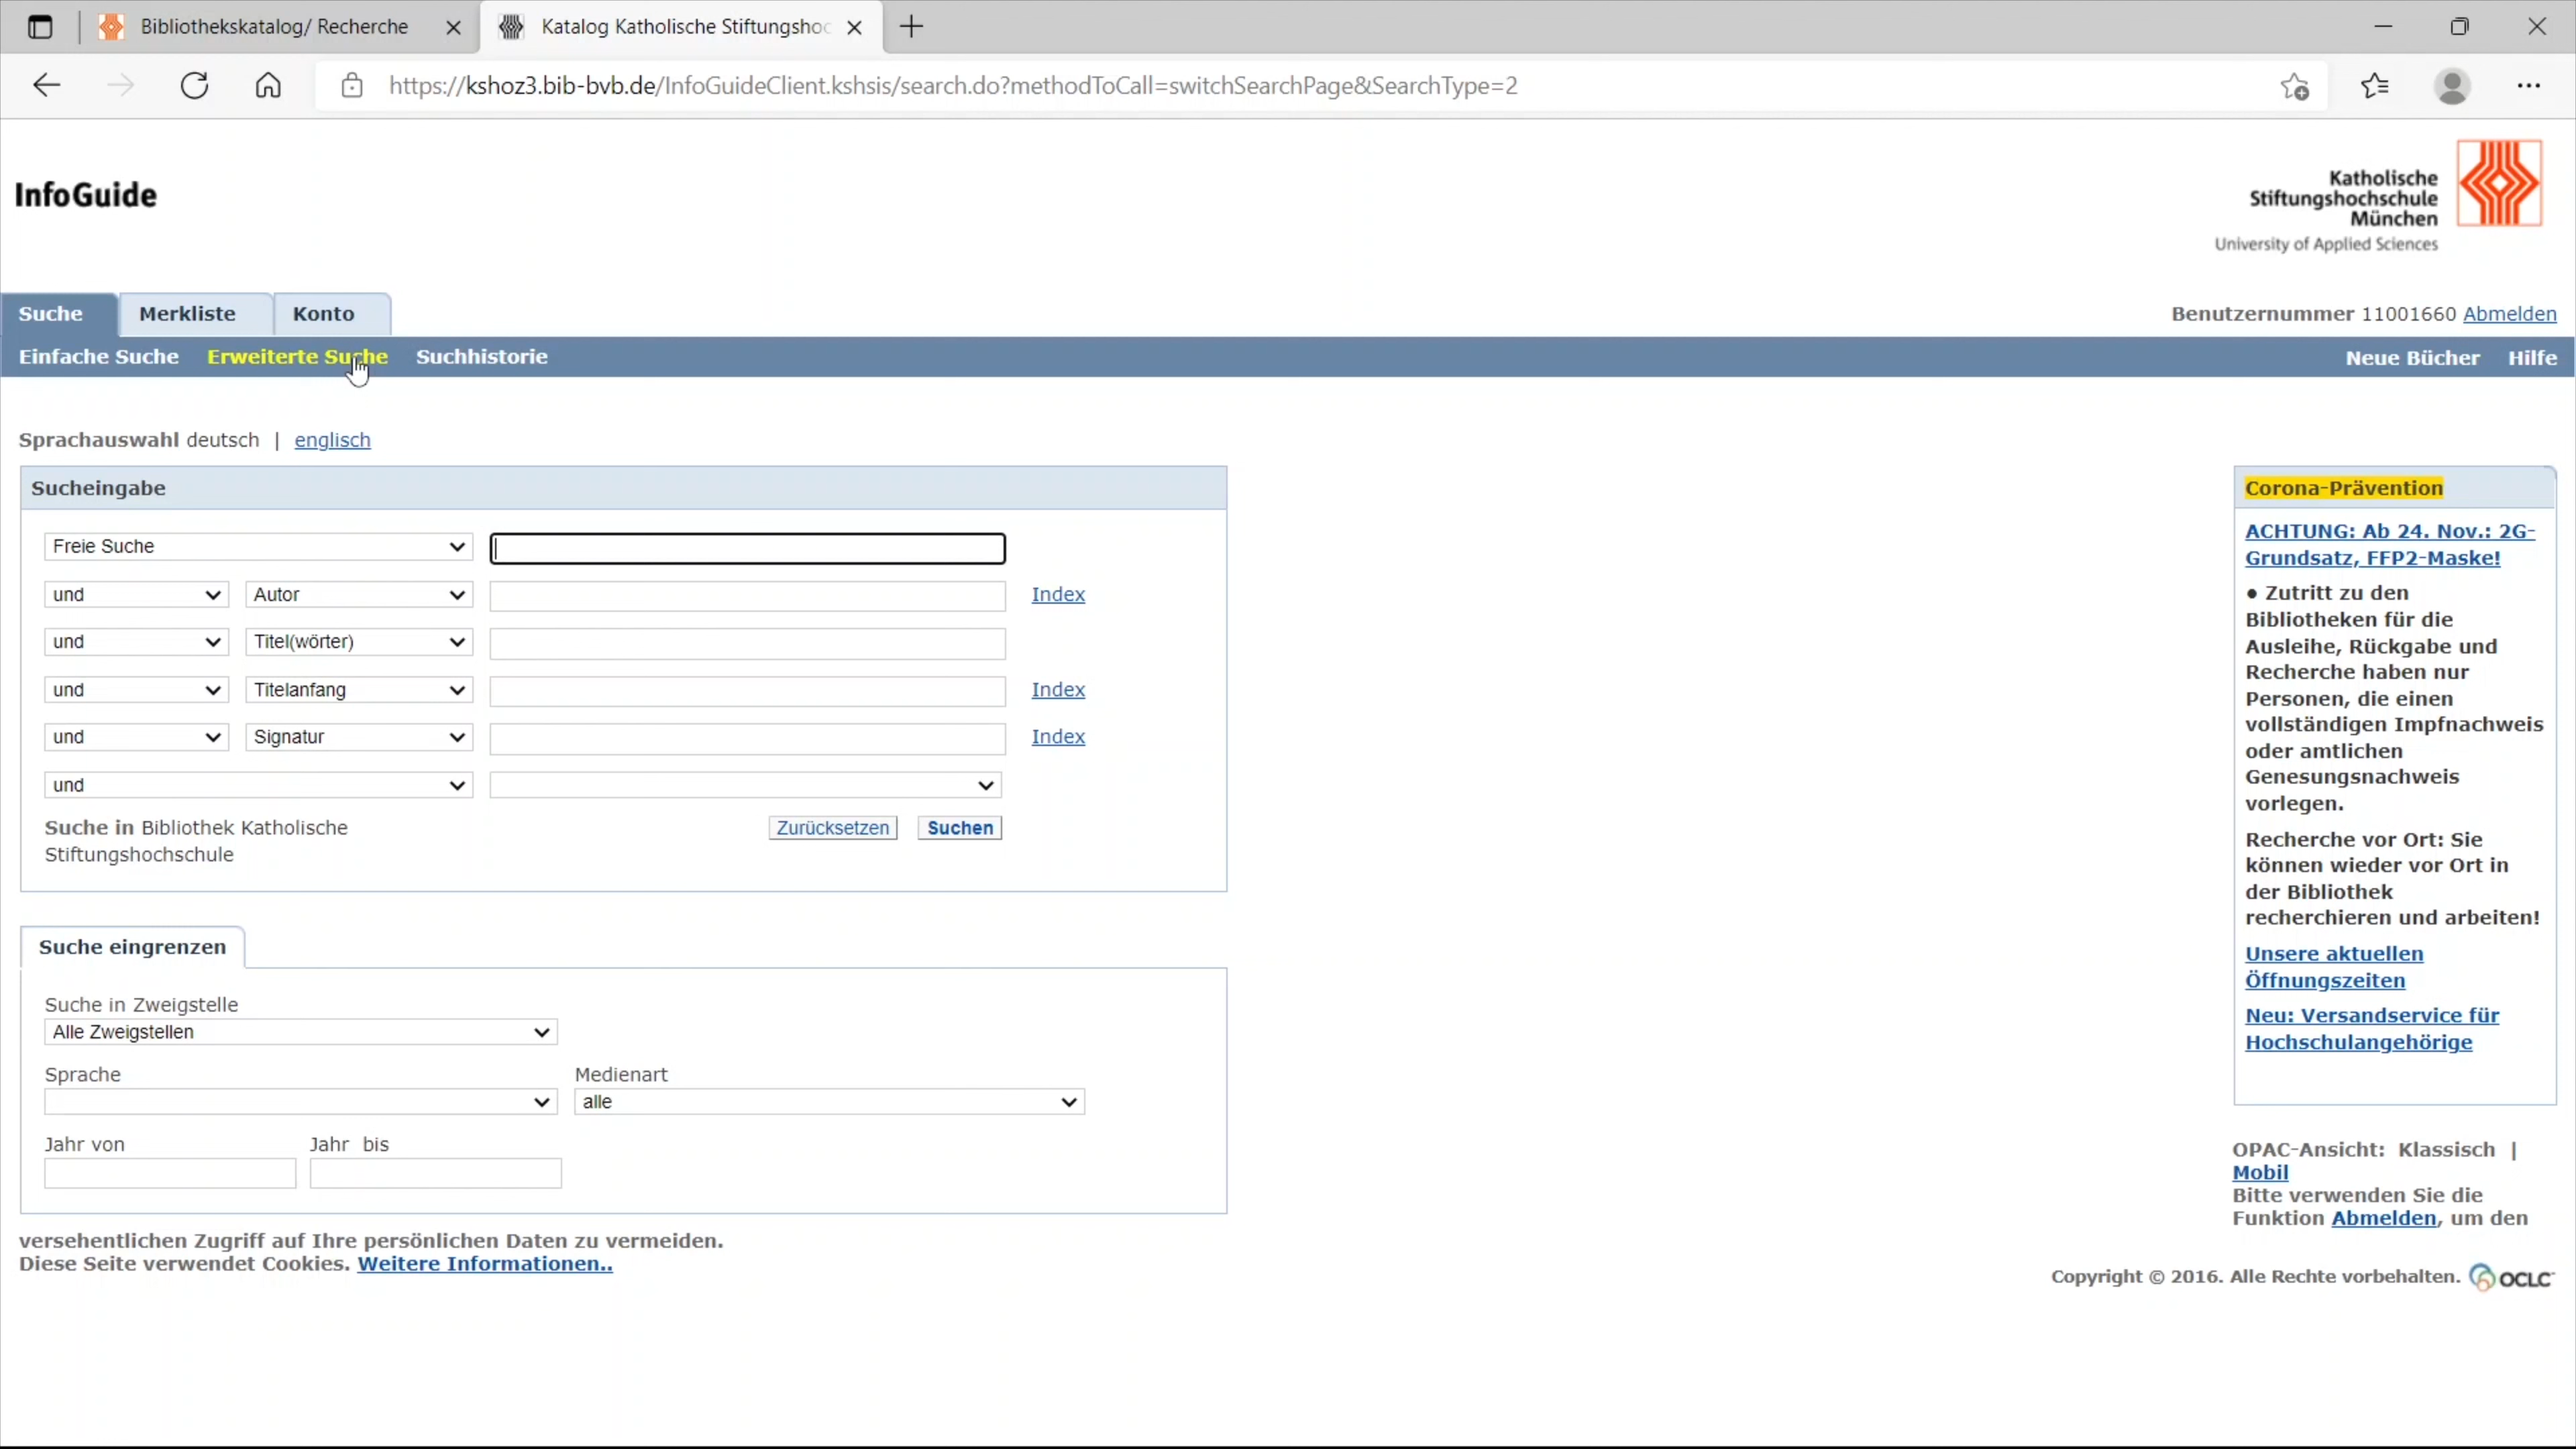 Bibliothekskatalog/ Recherche
Katalog Katholische Stiftungshoc
https://kshoz3.bib-bvb.de/InfoGuideClient.kshsis/search.do?methodToCall=switchSearchPage&SearchType=2
InfoGuide
Katholische
Stiftungshochschule
München
University of Applied Sciences
Suche Merkliste Konto
Benutzernummer 11001660 Abmelden
Einfache Suche Erweiterte Suche Suchhistorie
Neue Bücher Hilfe
Sprachauswahl deutsch | englisch
Sucheingabe
Freie Suche
und Autor Index
und Titel(wörter)
und Titelanfang Index
und Signatur Index
und
Suche in Bibliothek Katholische
Stiftungshochschule
Zurücksetzen Suchen
Suche eingrenzen
Suche in Zweigstelle
Alle Zweigstellen
Sprache Medienart
alle
Jahr von Jahr bis
Corona-Prävention
ACHTUNG: Ab 24. Nov.: 2G-
Grundsatz, FFP2-Maske!
● Zutritt zu den
Bibliotheken für die
Ausleihe, Rückgabe und
Recherche haben nur
Personen, die einen
vollständigen Impfnachweis
oder amtlichen
Genesungsnachweis
vorlegen.
Recherche vor Ort: Sie
können wieder vor Ort in
der Bibliothek
recherchieren und arbeiten!
Unsere aktuellen
Öffnungszeiten
Neu: Versandservice für
Hochschulangehörige
OPAC-Ansicht: Klassisch |
Mobil
Bitte verwenden Sie die
Funktion Abmelden, um den
versehentlichen Zugriff auf Ihre persönlichen Daten zu vermeiden.
Diese Seite verwendet Cookies. Weitere Informationen..
Copyright © 2016. Alle Rechte vorbehalten. OCLC